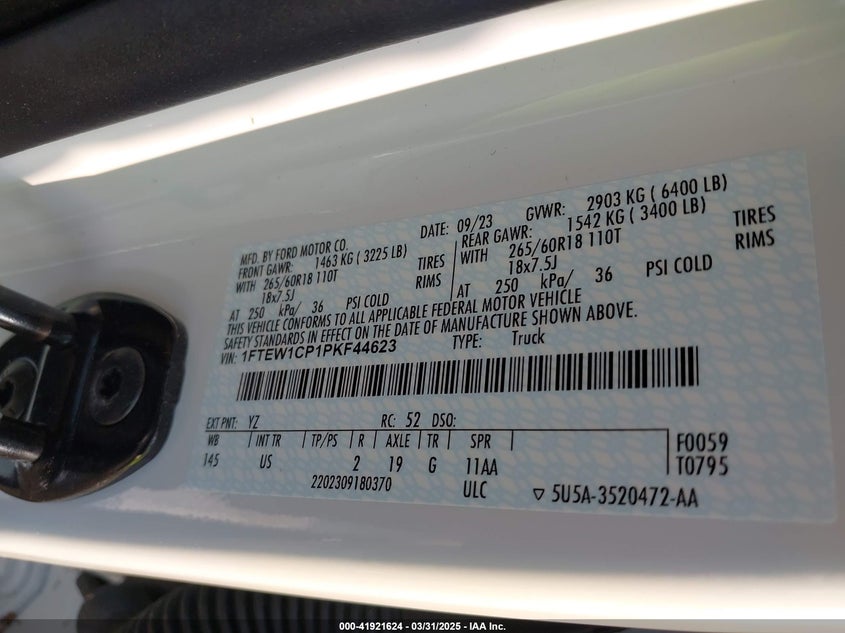 MFD. BY FORD MOTOR CO.
DATE: 09/23 GVWR: 2903 KG ( 6400 LB)
FRONT GAWR: 1463 KG ( 3225 LB) REAR GAWR: 1542 KG ( 3400 LB)
WITH 265/60R18 110T TIRES WITH 265/60R18 110T TIRES
18x7.5J RIMS 18x7.5J RIMS
AT 250 kPa/ 36 PSI COLD AT 250 kPa/ 36 PSI COLD
THIS VEHICLE CONFORMS TO ALL APPLICABLE FEDERAL MOTOR VEHICLE
SAFETY STANDARDS IN EFFECT ON THE DATE OF MANUFACTURE SHOWN ABOVE.
VIN: 1FTEW1CP1PKF44623 TYPE: Truck
EXT PNT: YZ RC: 52 DSO:
WB INT TR TP/PS R AXLE TR SPR F0059
145 US 2 19 G 11AA T0795
2202309180370 ULC ▽ 5U5A-3520472-AA
000-41921624 - 03/31/2025 - IAA Inc.